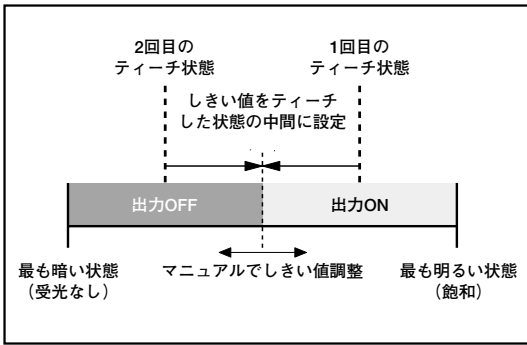 2回目の
ティーチ状態
1回目の
ティーチ状態
しきい値をティーチ
した状態の中間に設定
出力OFF
出力ON
最も暗い状態
（受光なし）
マニュアルでしきい値調整
最も明るい状態
（飽和）